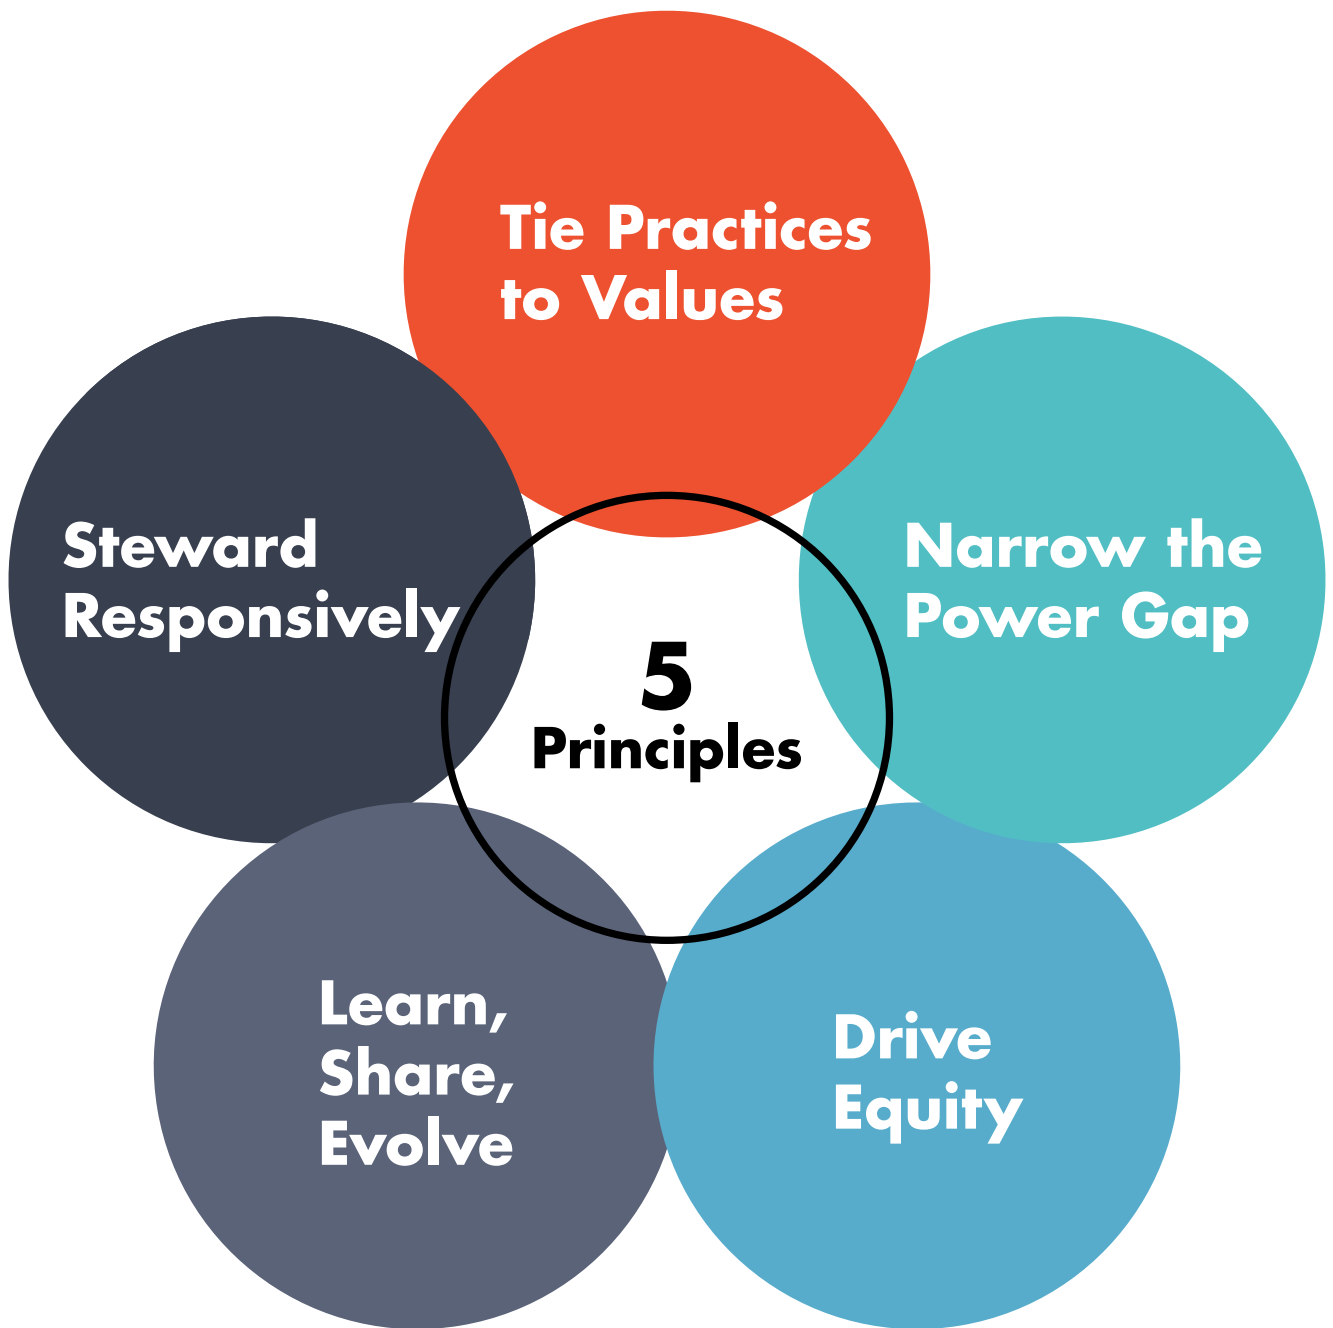 Tie Practices
to Values
Steward
Responsively
Narrow the
Power Gap
5
Principles
Learn,
Share,
Evolve
Drive
Equity